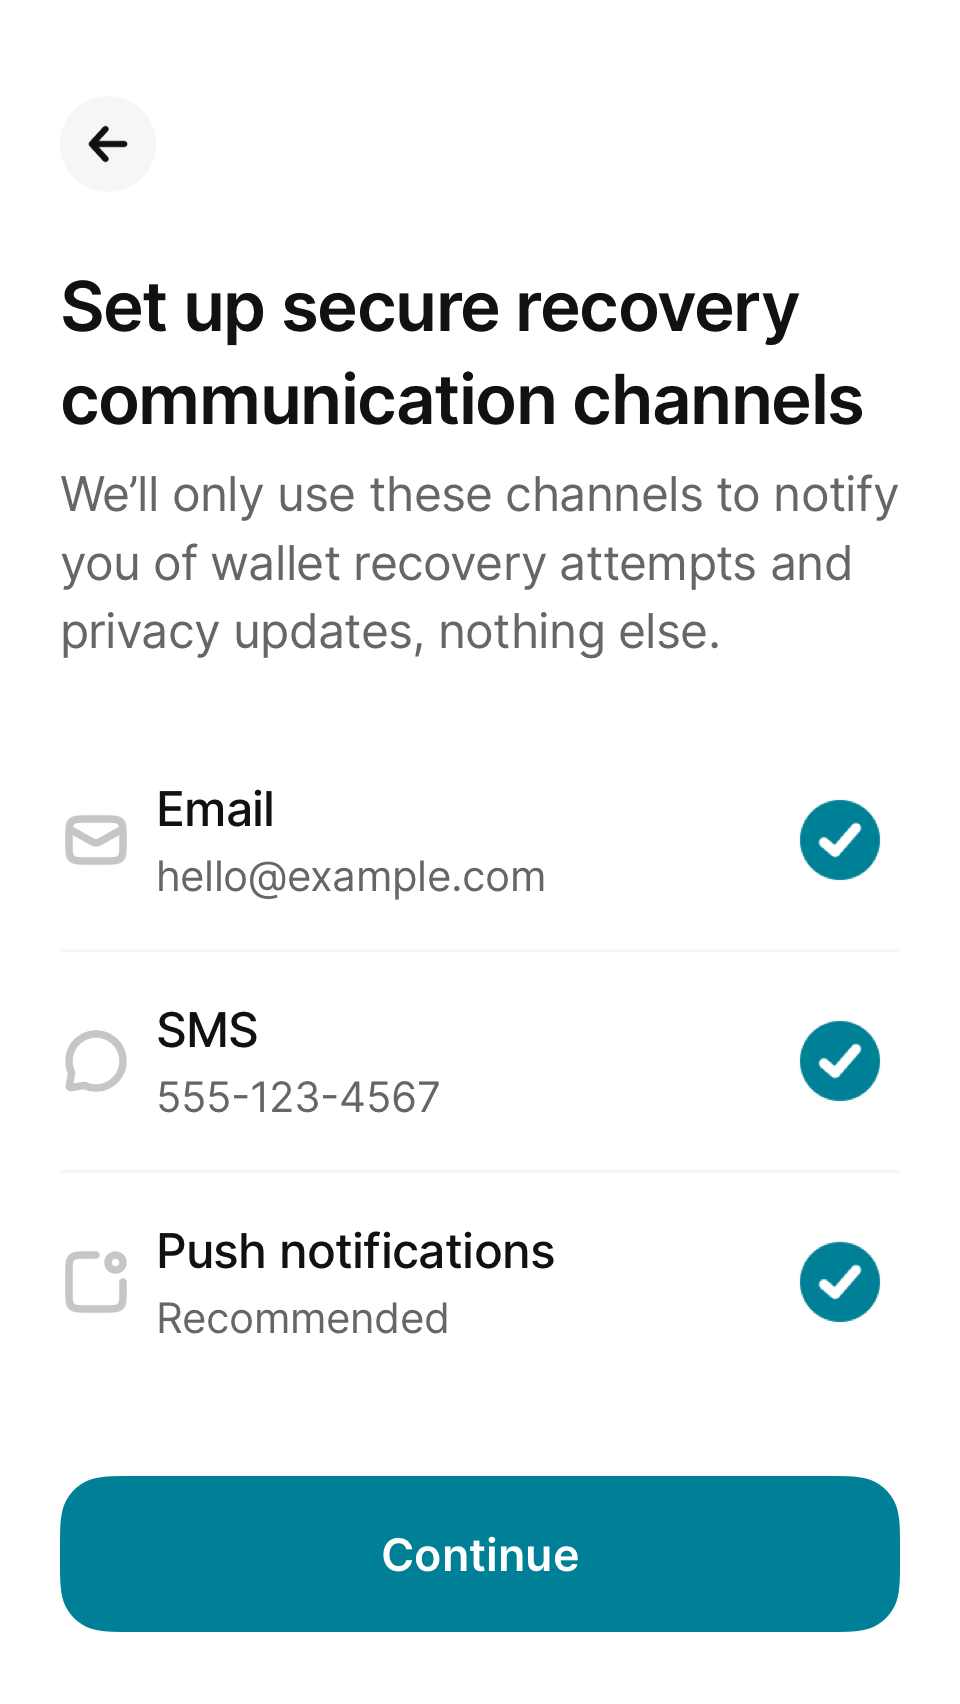 Set up secure recovery
communication channels
We’ll only use these channels to notify
you of wallet recovery attempts and
privacy updates, nothing else.
Email
hello@example.com
SMS
555-123-4567
Push notifications
Recommended
Continue